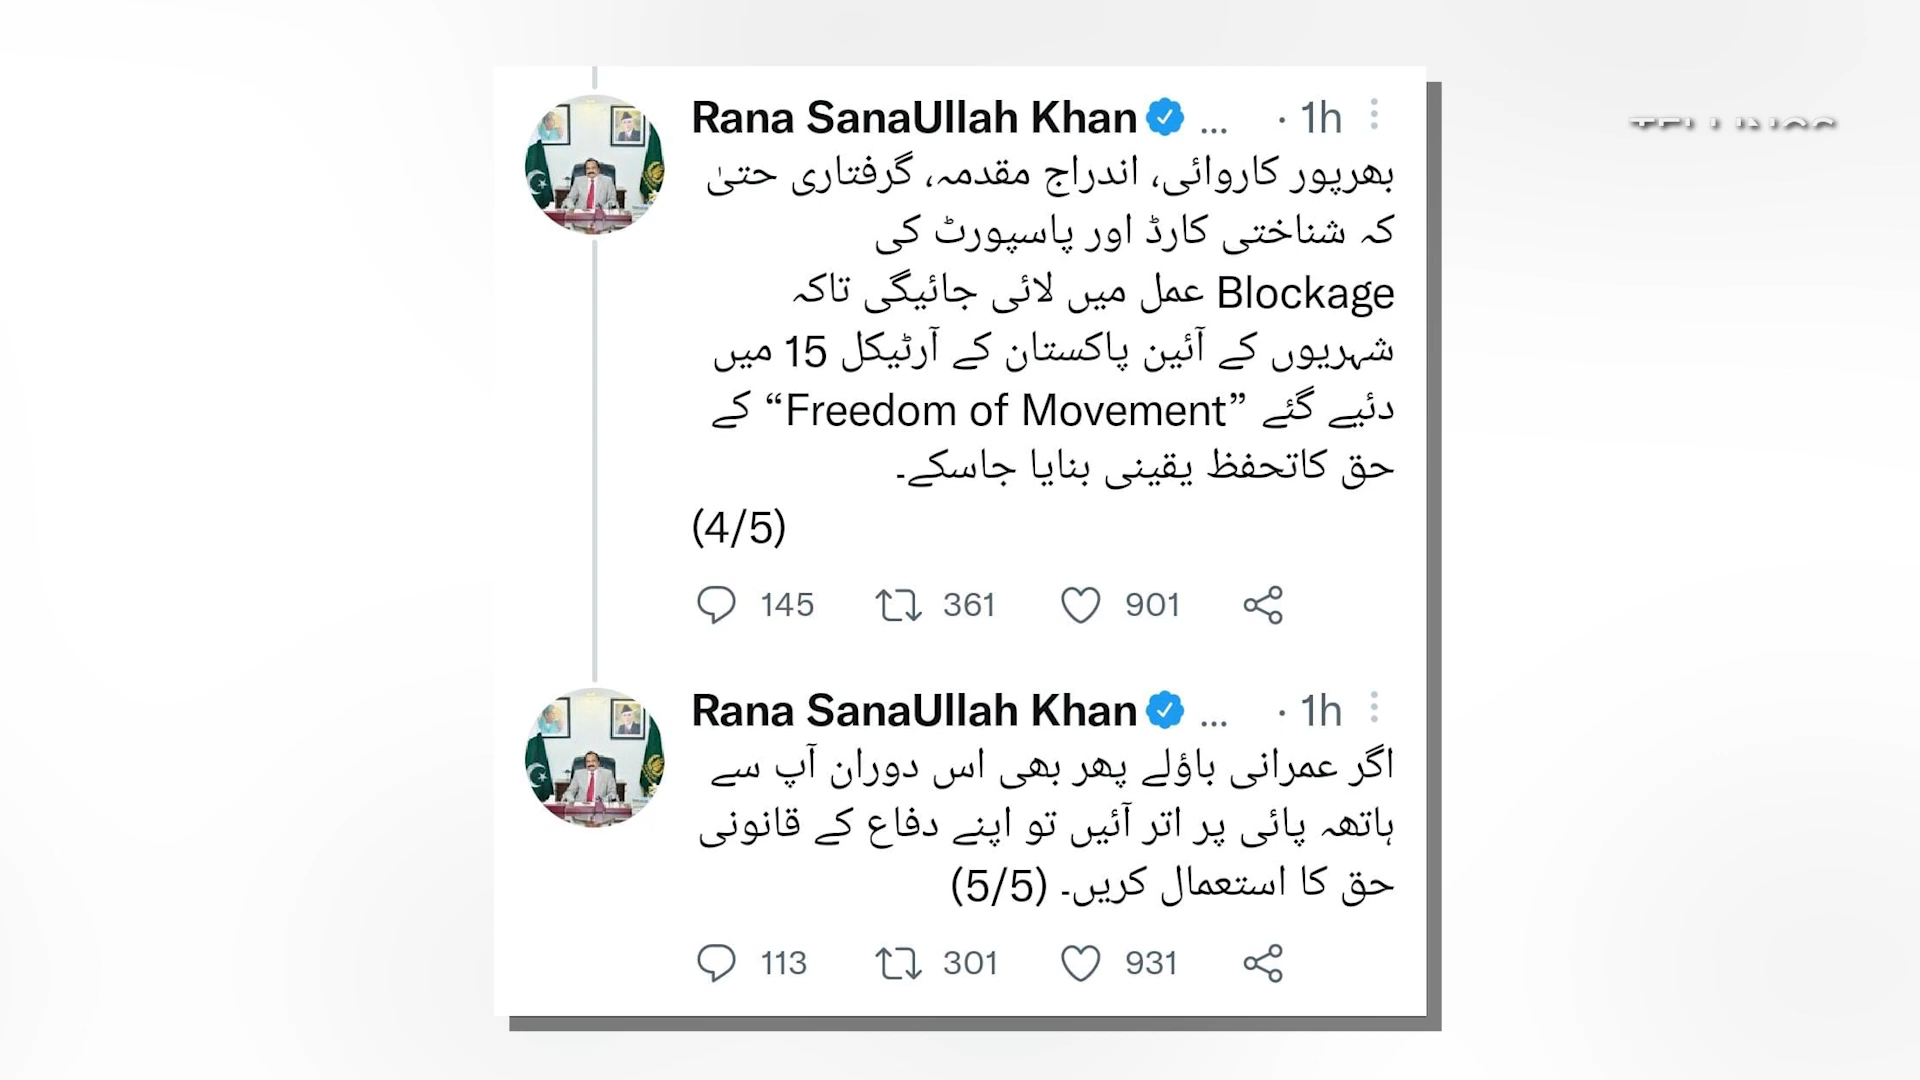 Rana SanaUllah Khan ... · 1h
بھرپور کاروائی، اندراج مقدمہ، گرفتاری حتیٰ
کہ شناختی کارڈ اور پاسپورٹ کی
Blockage عمل میں لائی جائیگی تاکہ
شہریوں کے آئین پاکستان کے آرٹیکل 15 میں
دئیے گئے “Freedom of Movement” کے
حق کاتحفظ یقینی بنایا جاسکے۔
(4/5)
145 361 901
Rana SanaUllah Khan ... · 1h
اگر عمرانی باؤلے پھر بھی اس دوران آپ سے
ہاتھہ پائی پر اتر آئیں تو اپنے دفاع کے قانونی
حق کا استعمال کریں۔ (5/5)
113 301 931